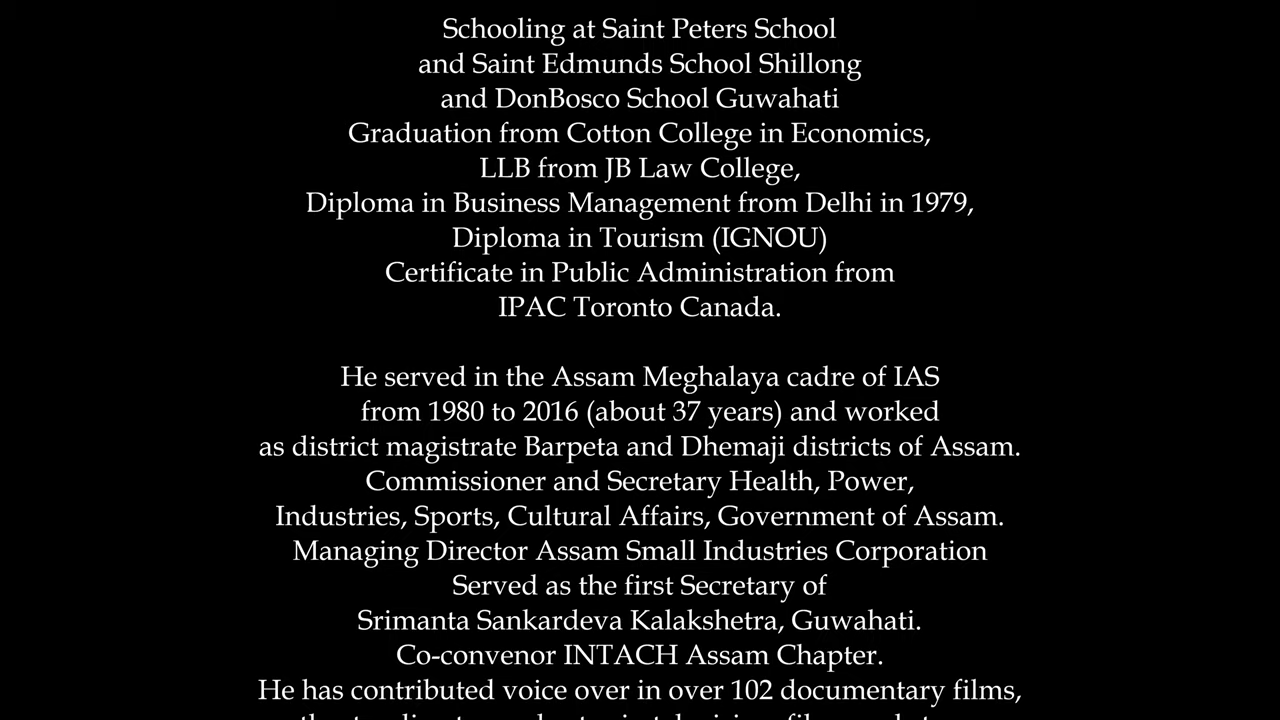 Schooling at Saint Peters School
and Saint Edmunds School Shillong
and DonBosco School Guwahati
Graduation from Cotton College in Economics,
LLB from JB Law College,
Diploma in Business Management from Delhi in 1979,
Diploma in Tourism (IGNOU)
Certificate in Public Administration from
IPAC Toronto Canada.
He served in the Assam Meghalaya cadre of IAS
from 1980 to 2016 (about 37 years) and worked
as district magistrate Barpeta and Dhemaji districts of Assam.
Commissioner and Secretary Health, Power,
Industries, Sports, Cultural Affairs, Government of Assam.
Managing Director Assam Small Industries Corporation
Served as the first Secretary of
Srimanta Sankardeva Kalakshetra, Guwahati.
Co-convenor INTACH Assam Chapter.
He has contributed voice over in over 102 documentary films,